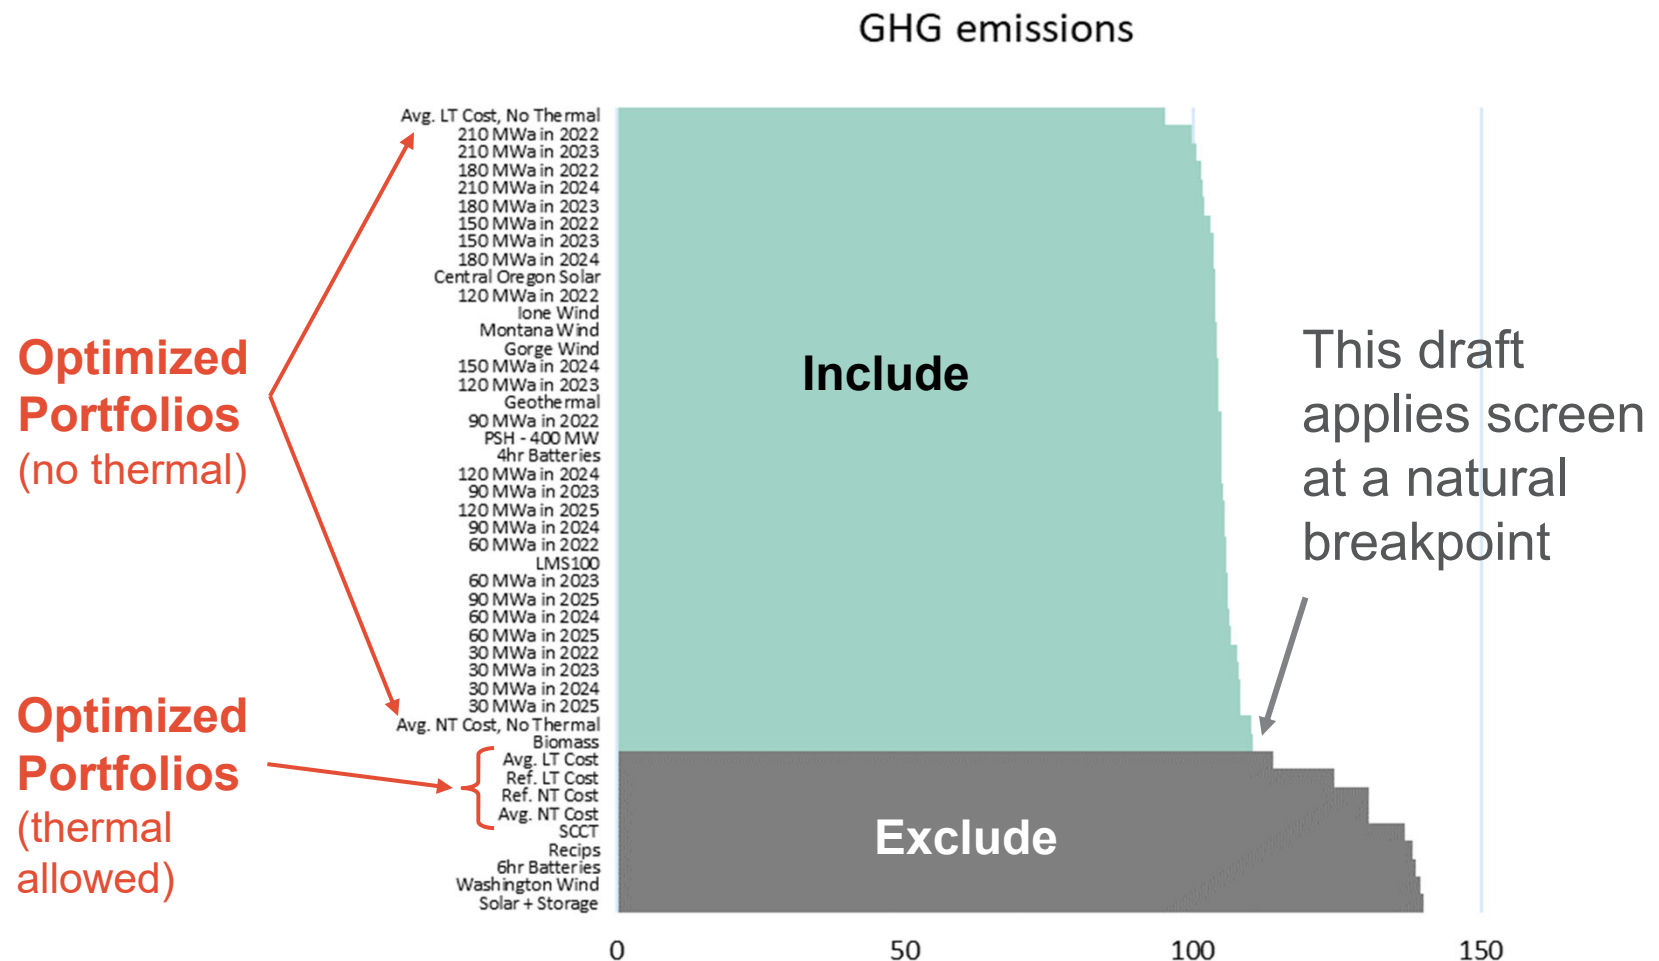 GHG emissions
Avg. LT Cost, No Thermal
210 MWa in 2022
210 MWa in 2023
180 MWa in 2022
210 MWa in 2024
180 MWa in 2023
150 MWa in 2022
150 MWa in 2023
180 MWa in 2024
Central Oregon Solar
120 MWa in 2022
Ione Wind
Montana Wind
Gorge Wind
150 MWa in 2024
120 MWa in 2023
Geothermal
90 MWa in 2022
PSH - 400 MW
4hr Batteries
120 MWa in 2024
90 MWa in 2023
120 MWa in 2025
90 MWa in 2024
60 MWa in 2022
LMS100
60 MWa in 2023
90 MWa in 2025
60 MWa in 2024
60 MWa in 2025
30 MWa in 2022
30 MWa in 2023
30 MWa in 2024
30 MWa in 2025
Avg. NT Cost, No Thermal
Biomass
Avg. LT Cost
Ref. LT Cost
Ref. NT Cost
Avg. NT Cost
SCCT
Recips
6hr Batteries
Washington Wind
Solar + Storage
Optimized
Portfolios
(no thermal)
Optimized
Portfolios
(thermal
allowed)
Include
Exclude
This draft
applies screen
at a natural
breakpoint
0
50
100
150